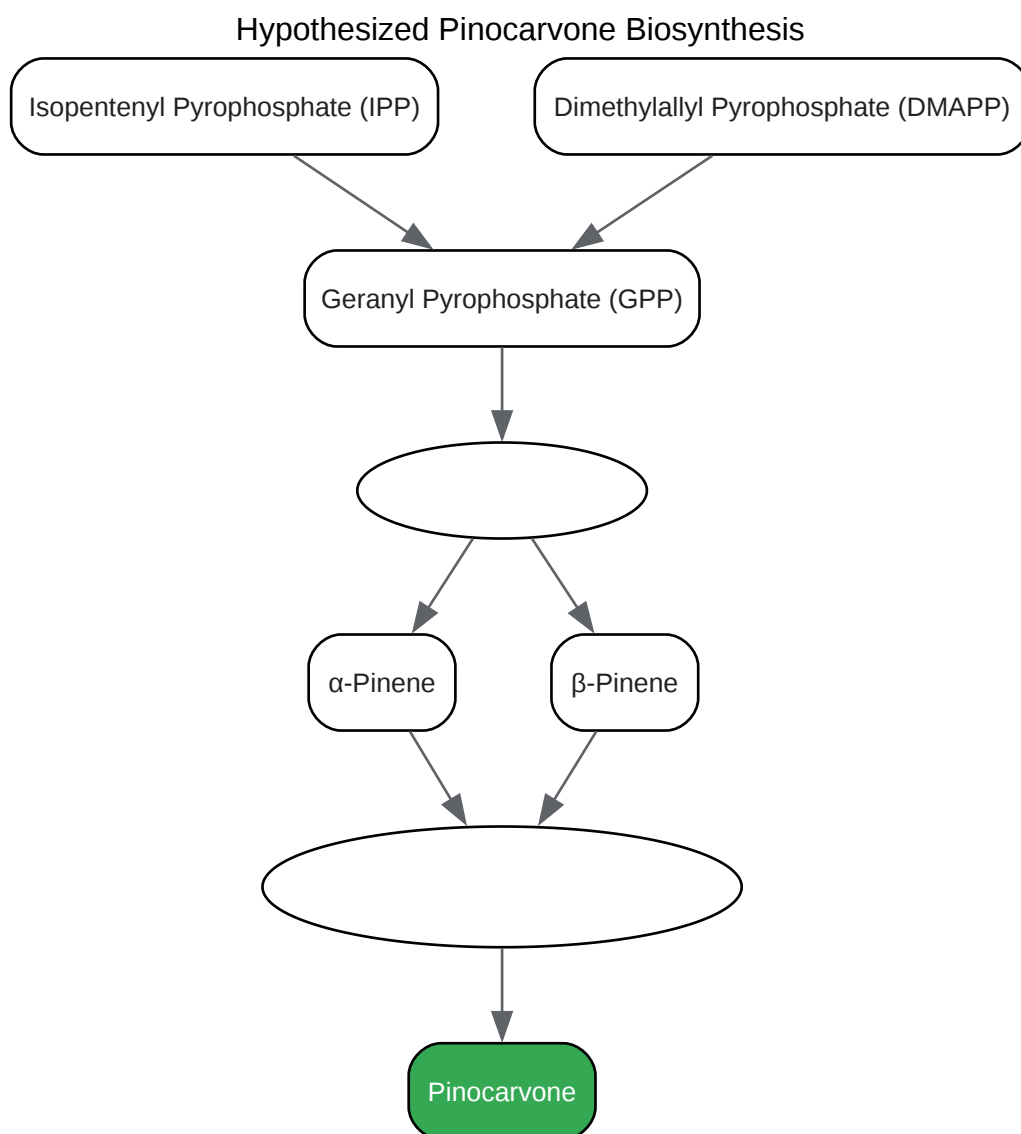 Hypothesized Pinocarvone Biosynthesis
Isopentenyl Pyrophosphate (IPP)
Dimethylallyl Pyrophosphate (DMAPP)
Geranyl Pyrophosphate (GPP)
α-Pinene
β-Pinene
Pinocarvone